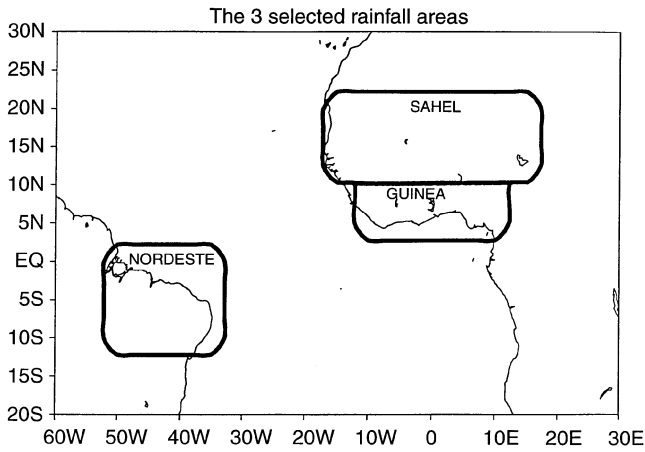 The 3 selected rainfall areas
30N
25N
20N
15N
10N
5N
EQ
5S
10S
15S
20S
SAHEL
GUINEA
NORDESTE
60W 50W 40W 30W 20W 10W 0 10E 20E 30E